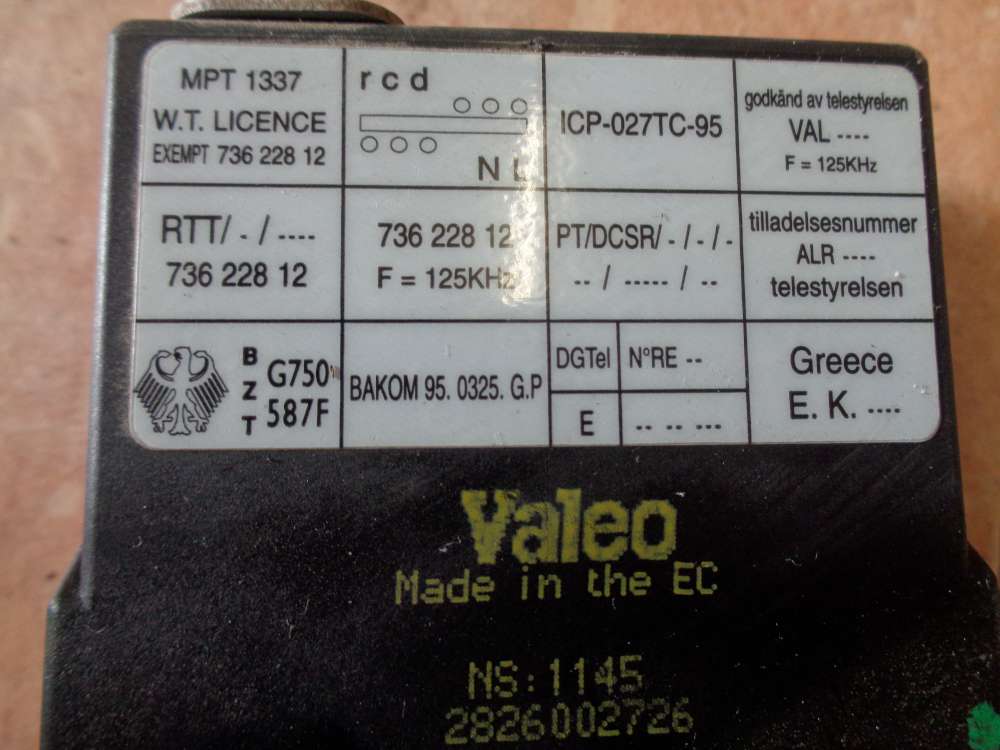 MPT 1337
W.T. LICENCE
EXEMPT 736 228 12
r c d
N L
ICP-027TC-95
godkänd av telestyrelsen
VAL ----
F = 125KHz
RTT/ - / ----
736 228 12
736 228 12
F = 125KHz
PT/DCSR/ - / - / -
-- / ----- / --
tilladelsesnummer
ALR ----
telestyrelsen
B Z T
G750
587F
BAKOM 95. 0325. G.P
DGTel
N°RE --
E
-- -- ---
Greece
E. K. ----
Valeo
Made in the EC
NS:1145
2826002726